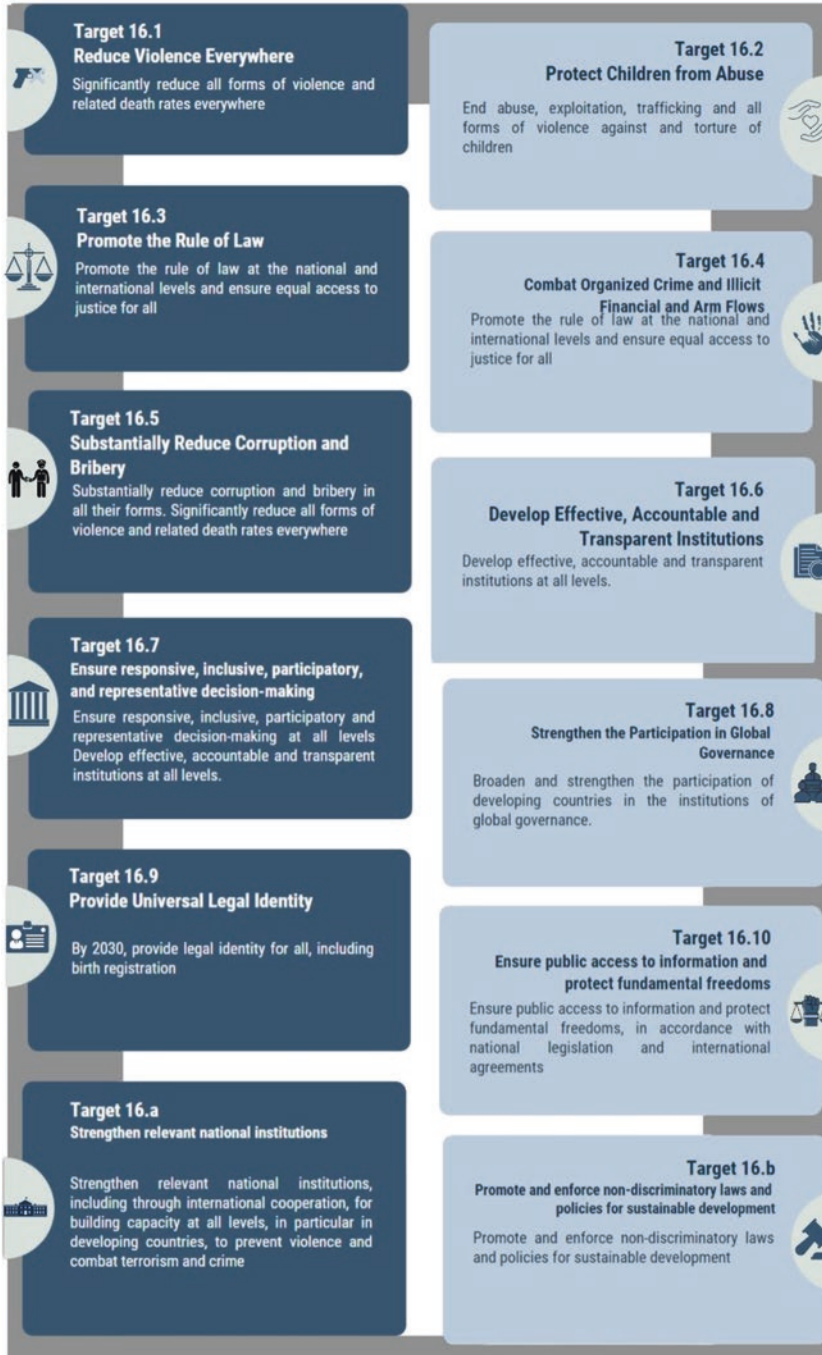 Target 16.1
Reduce Violence Everywhere
Significantly reduce all forms of violence and
related death rates everywhere
Target 16.2
Protect Children from Abuse
End abuse, exploitation, trafficking and all
forms of violence against and torture of
children
Target 16.3
Promote the Rule of Law
Promote the rule of law at the national and
international levels and ensure equal access to
justice for all
Target 16.4
Combat Organized Crime and Illicit
Financial and Arm Flows
Promote the rule of law at the national and
international levels and ensure equal access to
justice for all
Target 16.5
Substantially Reduce Corruption and
Bribery
Substantially reduce corruption and bribery in
all their forms. Significantly reduce all forms of
violence and related death rates everywhere
Target 16.6
Develop Effective, Accountable and
Transparent Institutions
Develop effective, accountable and transparent
institutions at all levels.
Target 16.7
Ensure responsive, inclusive, participatory,
and representative decision-making
Ensure responsive, inclusive, participatory and
representative decision-making at all levels
Develop effective, accountable and transparent
institutions at all levels.
Target 16.8
Strengthen the Participation in Global
Governance
Broaden and strengthen the participation of
developing countries in the institutions of
global governance.
Target 16.9
Provide Universal Legal Identity
By 2030, provide legal identity for all, including
birth registration
Target 16.10
Ensure public access to information and
protect fundamental freedoms
Ensure public access to information and protect
fundamental freedoms, in accordance with
national legislation and international
agreements
Target 16.a
Strengthen relevant national institutions
Strengthen relevant national institutions,
including through international cooperation, for
building capacity at all levels, in particular in
developing countries, to prevent violence and
combat terrorism and crime
Target 16.b
Promote and enforce non-discriminatory laws and
policies for sustainable development
Promote and enforce non-discriminatory laws
and policies for sustainable development